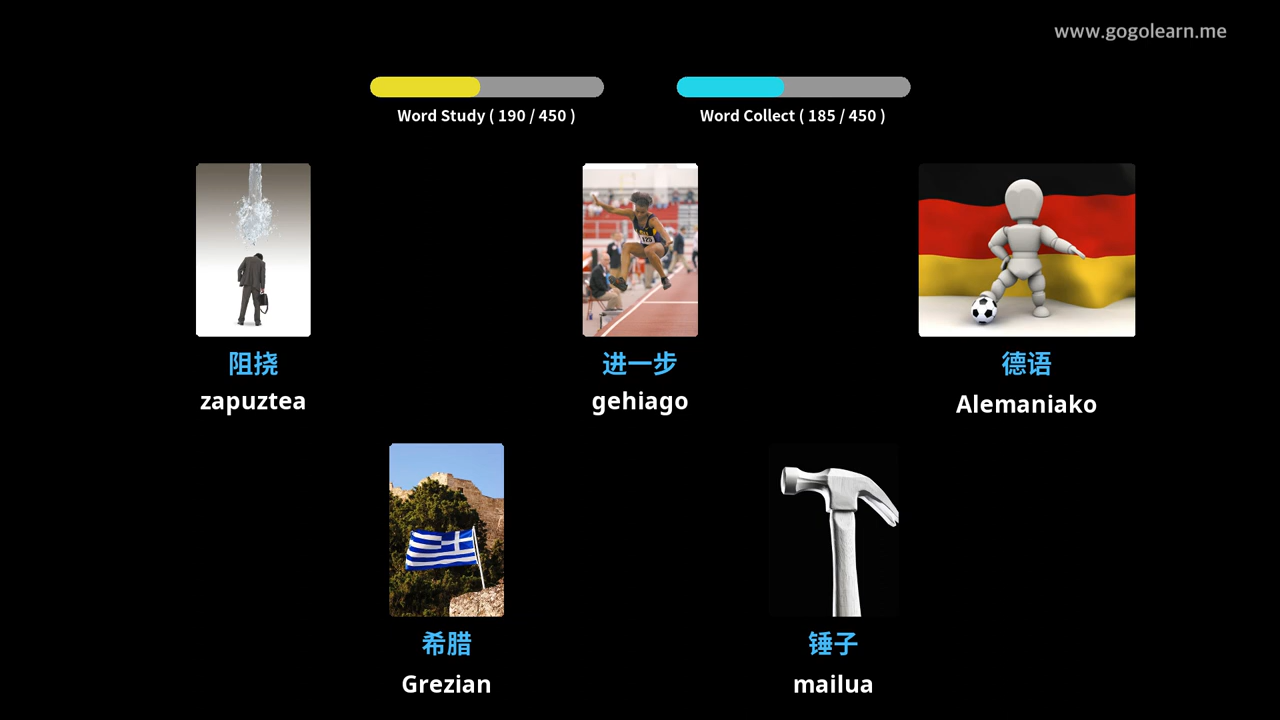 www.gogolearn.me
Word Study ( 190 / 450 )
Word Collect ( 185 / 450 )
阻挠
zapuztea
进一步
gehiago
德语
Alemaniako
希腊
Grezian
锤子
mailua